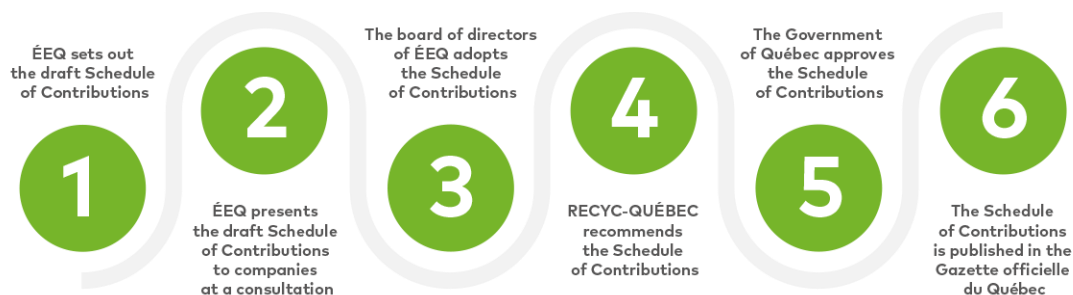 ÉEQ sets out
the draft Schedule
of Contributions
1
2
ÉEQ presents
the draft Schedule
of Contributions
to companies
at a consultation
The board of directors
of ÉEQ adopts
the Schedule
of Contributions
3
4
RECYC-QUÉBEC
recommends
the Schedule
of Contributions
The Government
of Québec approves
the Schedule
of Contributions
5
6
The Schedule
of Contributions
is published in the
Gazette officielle
du Québec